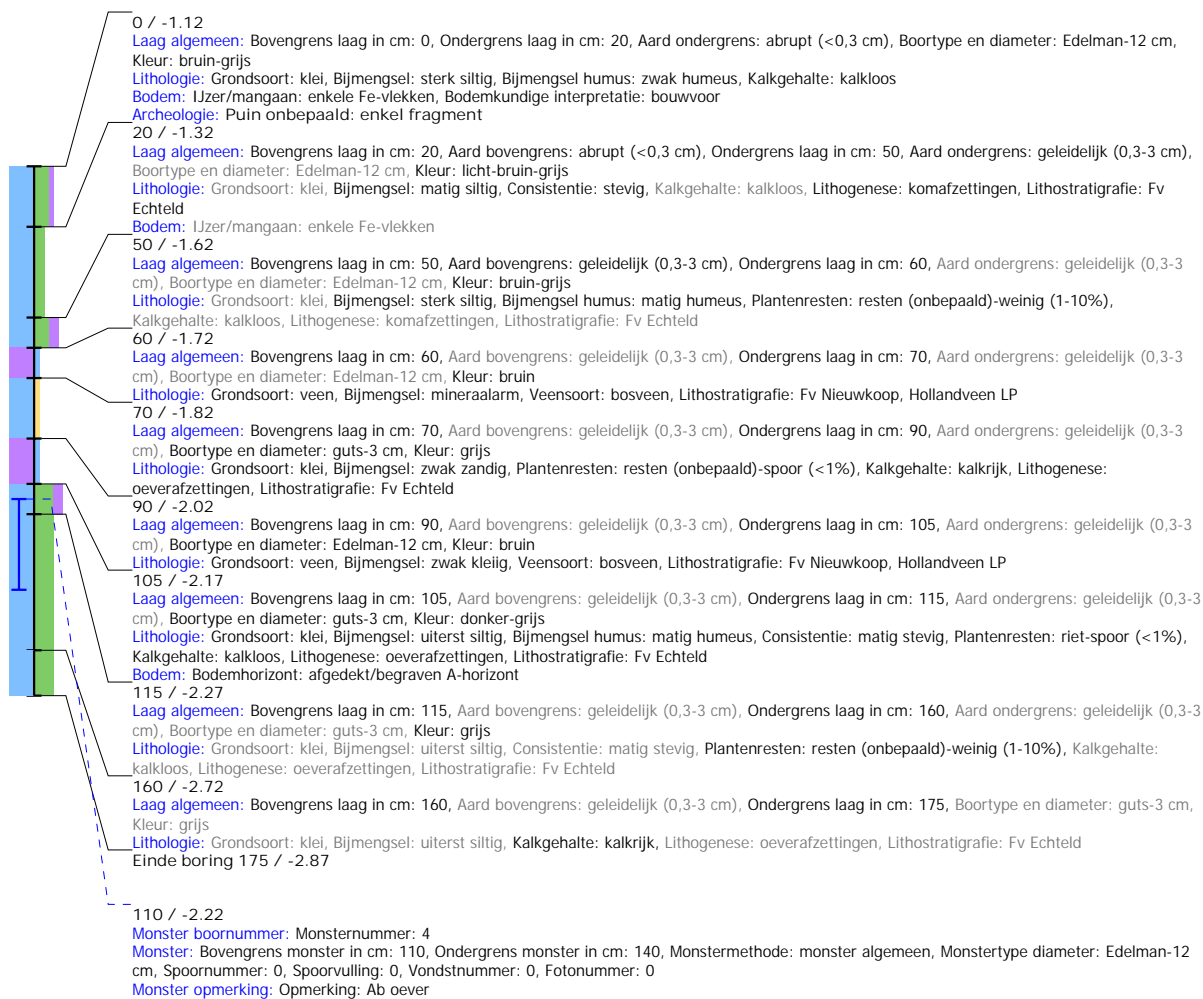 0 / -1.12
Laag algemeen: Bovengrens laag in cm: 0, Ondergrens laag in cm: 20, Aard ondergrens: abrupt (<0,3 cm), Boortype en diameter: Edelman-12 cm,
Kleur: bruin-grijs
Lithologie: Grondsoort: klei, Bijmengsel: sterk siltig, Bijmengsel humus: zwak humeus, Kalkgehalte: kalkloos
Bodem: IJzer/mangaan: enkele Fe-vlekken, Bodemkundige interpretatie: bouwvoor
Archeologie: Puin onbepaald: enkel fragment
20 / -1.32
Laag algemeen: Bovengrens laag in cm: 20, Aard bovengrens: abrupt (<0,3 cm), Ondergrens laag in cm: 50, Aard ondergrens: geleidelijk (0,3-3 cm),
Boortype en diameter: Edelman-12 cm, Kleur: licht-bruin-grijs
Lithologie: Grondsoort: klei, Bijmengsel: matig siltig, Consistentie: stevig, Kalkgehalte: kalkloos, Lithogenese: komafzettingen, Lithostratigrafie: Fv
Echteld
Bodem: IJzer/mangaan: enkele Fe-vlekken
50 / -1.62
Laag algemeen: Bovengrens laag in cm: 50, Aard bovengrens: geleidelijk (0,3-3 cm), Ondergrens laag in cm: 60, Aard ondergrens: geleidelijk (0,3-3
cm), Boortype en diameter: Edelman-12 cm, Kleur: bruin-grijs
Lithologie: Grondsoort: klei, Bijmengsel: sterk siltig, Bijmengsel humus: matig humeus, Plantenresten: resten (onbepaald)-weinig (1-10%),
Kalkgehalte: kalkloos, Lithogenese: komafzettingen, Lithostratigrafie: Fv Echteld
60 / -1.72
Laag algemeen: Bovengrens laag in cm: 60, Aard bovengrens: geleidelijk (0,3-3 cm), Ondergrens laag in cm: 70, Aard ondergrens: geleidelijk (0,3-3
cm), Boortype en diameter: Edelman-12 cm, Kleur: bruin
Lithologie: Grondsoort: veen, Bijmengsel: mineraalarm, Veensoort: bosveen, Lithostratigrafie: Fv Nieuwkoop, Hollandveen LP
70 / -1.82
Laag algemeen: Bovengrens laag in cm: 70, Aard bovengrens: geleidelijk (0,3-3 cm), Ondergrens laag in cm: 90, Aard ondergrens: geleidelijk (0,3-3
cm), Boortype en diameter: guts-3 cm, Kleur: grijs
Lithologie: Grondsoort: klei, Bijmengsel: zwak zandig, Plantenresten: resten (onbepaald)-spoor (<1%), Kalkgehalte: kalkrijk, Lithogenese:
oeverafzettingen, Lithostratigrafie: Fv Echteld
90 / -2.02
Laag algemeen: Bovengrens laag in cm: 90, Aard bovengrens: geleidelijk (0,3-3 cm), Ondergrens laag in cm: 105, Aard ondergrens: geleidelijk (0,3-3
cm), Boortype en diameter: Edelman-12 cm, Kleur: bruin
Lithologie: Grondsoort: veen, Bijmengsel: zwak kleiig, Veensoort: bosveen, Lithostratigrafie: Fv Nieuwkoop, Hollandveen LP
105 / -2.17
Laag algemeen: Bovengrens laag in cm: 105, Aard bovengrens: geleidelijk (0,3-3 cm), Ondergrens laag in cm: 115, Aard ondergrens: geleidelijk (0,3-3
cm), Boortype en diameter: guts-3 cm, Kleur: donker-grijs
Lithologie: Grondsoort: klei, Bijmengsel: uiterst siltig, Bijmengsel humus: matig humeus, Consistentie: matig stevig, Plantenresten: riet-spoor (<1%),
Kalkgehalte: kalkloos, Lithogenese: oeverafzettingen, Lithostratigrafie: Fv Echteld
Bodem: Bodemhorizont: afgedekt/begraven A-horizont
115 / -2.27
Laag algemeen: Bovengrens laag in cm: 115, Aard bovengrens: geleidelijk (0,3-3 cm), Ondergrens laag in cm: 160, Aard ondergrens: geleidelijk (0,3-3
cm), Boortype en diameter: guts-3 cm, Kleur: grijs
Lithologie: Grondsoort: klei, Bijmengsel: uiterst siltig, Consistentie: matig stevig, Plantenresten: resten (onbepaald)-weinig (1-10%), Kalkgehalte:
kalkloos, Lithogenese: oeverafzettingen, Lithostratigrafie: Fv Echteld
160 / -2.72
Laag algemeen: Bovengrens laag in cm: 160, Aard bovengrens: geleidelijk (0,3-3 cm), Ondergrens laag in cm: 175, Boortype en diameter: guts-3 cm,
Kleur: grijs
Lithologie: Grondsoort: klei, Bijmengsel: uiterst siltig, Kalkgehalte: kalkrijk, Lithogenese: oeverafzettingen, Lithostratigrafie: Fv Echteld
Einde boring 175 / -2.87
110 / -2.22
Monster boornummer: Monsternummer: 4
Monster: Bovengrens monster in cm: 110, Ondergrens monster in cm: 140, Monstermethode: monster algemeen, Monstertype diameter: Edelman-12
cm, Spoornummer: 0, Spoorvulling: 0, Vondstnummer: 0, Fotonummer: 0
Monster opmerking: Opmerking: Ab oever